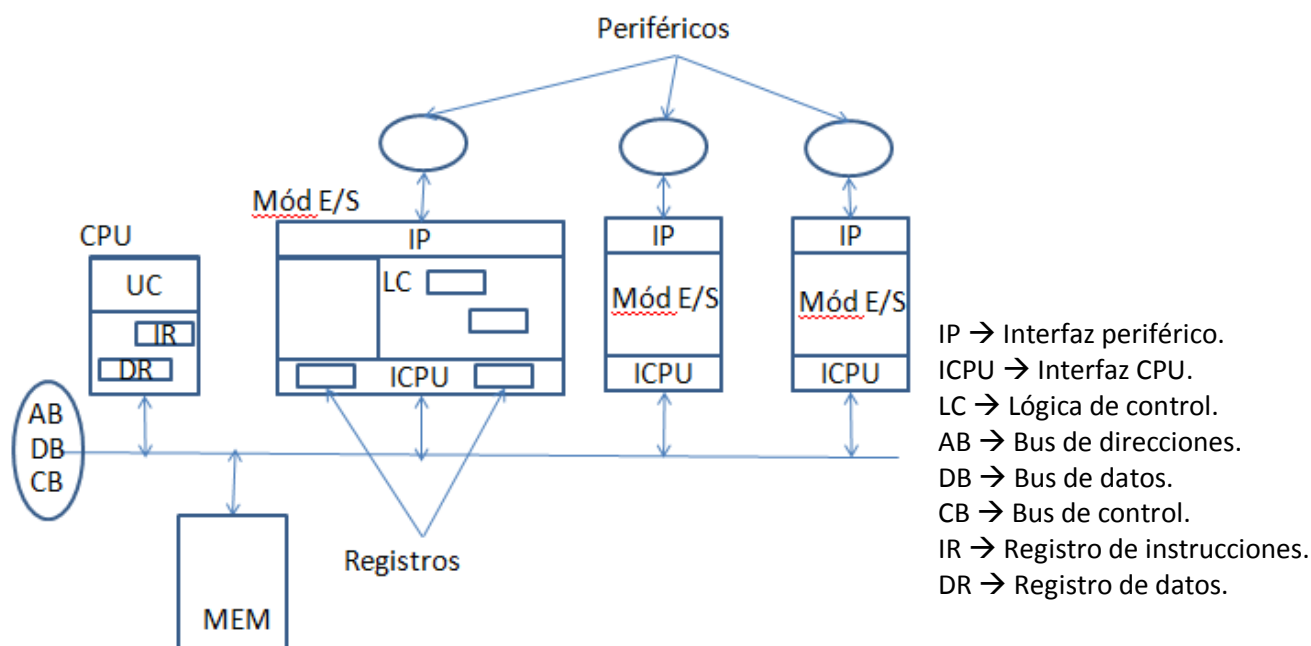 Periféricos
Mód E/S
CPU
IP
IP
IP
UC
LC
Mód E/S
Mód E/S
IR
DR
ICPU
ICPU
ICPU
AB
DB
CB
Registros
MEM
IP → Interfaz periférico.
ICPU → Interfaz CPU.
LC → Lógica de control.
AB → Bus de direcciones.
DB → Bus de datos.
CB → Bus de control.
IR → Registro de instrucciones.
DR → Registro de datos.